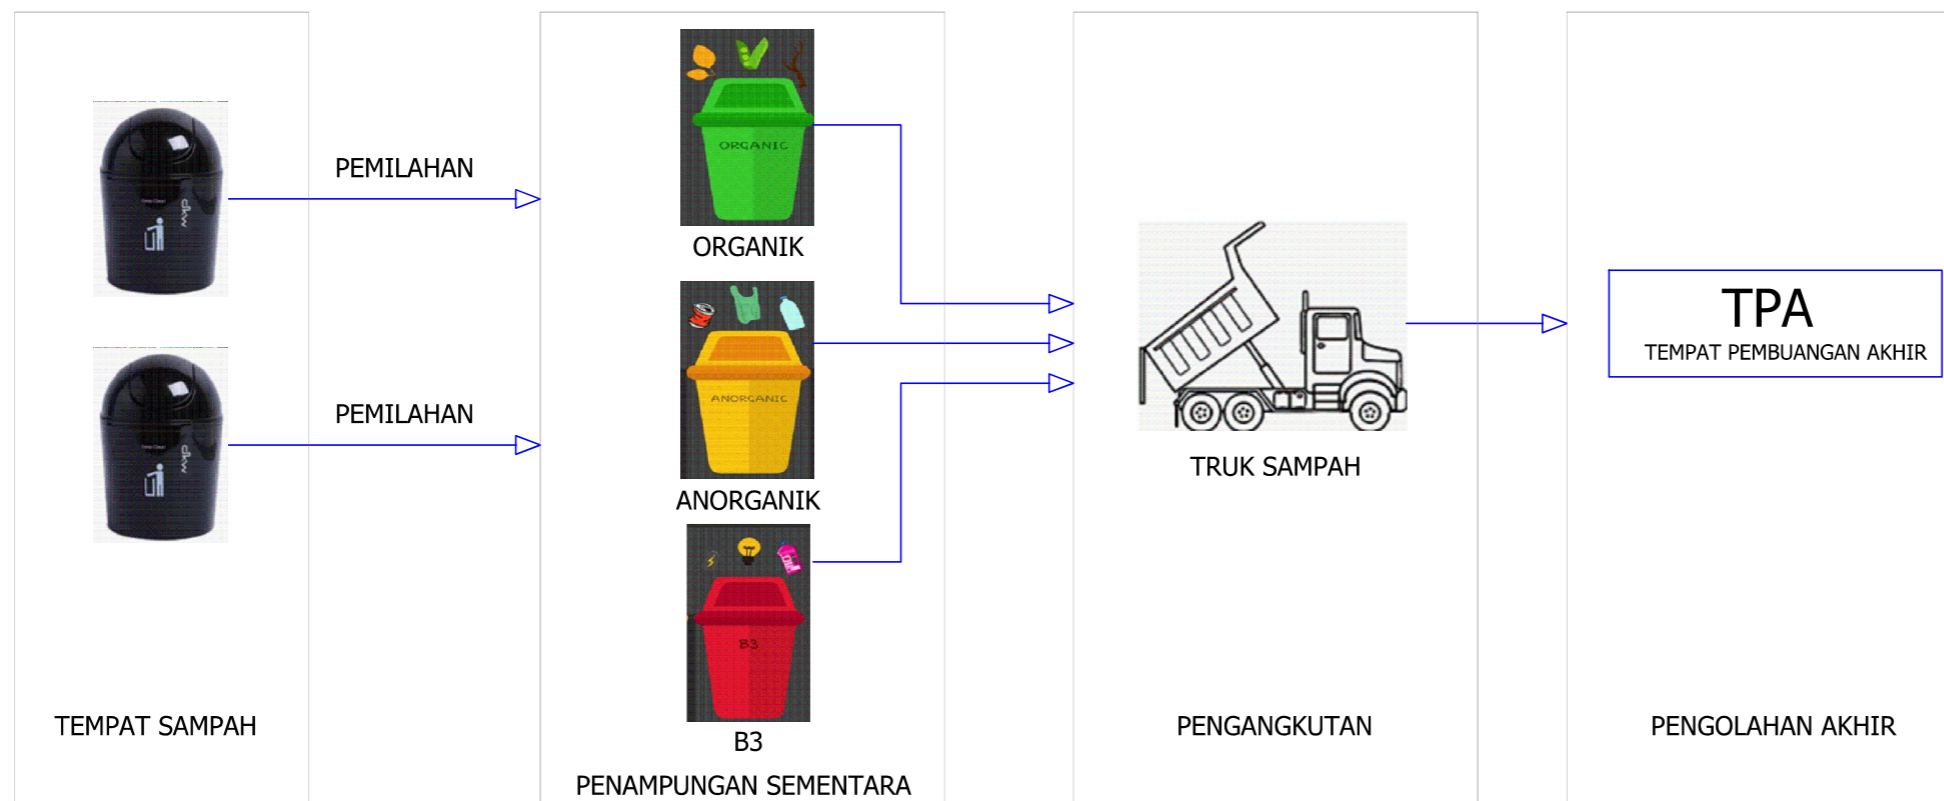 PEMILAHAN
PEMILAHAN
TEMPAT SAMPAH
ORGANIC
ORGANIK
ANORGANIC
ANORGANIK
B3
B3
PENAMPUNGAN SEMENTARA
TRUK SAMPAH
PENGANGKUTAN
TPA
TEMPAT PEMBUANGAN AKHIR
PENGOLAHAN AKHIR